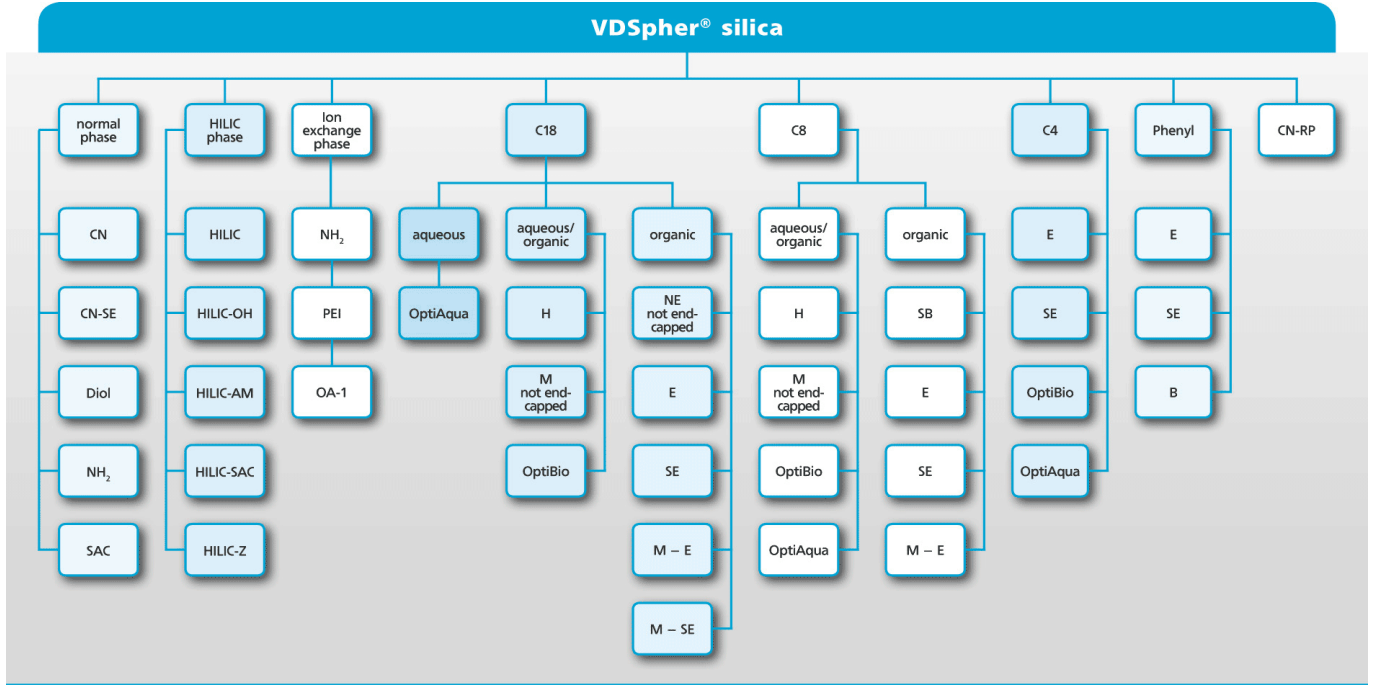 VDSpher® silica
normal
phase
HILIC
phase
Ion
exchange
phase
C18
C8
C4
Phenyl
CN-RP
CN
HILIC
NH₂
aqueous
aqueous/
organic
organic
aqueous/
organic
organic
E
E
CN-SE
HILIC-OH
PEI
OptiAqua
H
NE
not end-
capped
H
SB
SE
SE
Diol
HILIC-AM
OA-1
M
not end-
capped
E
M
not end-
capped
E
OptiBio
B
NH₂
HILIC-SAC
OptiBio
SE
OptiBio
SE
OptiAqua
SAC
HILIC-Z
M – E
OptiAqua
M – E
M – SE